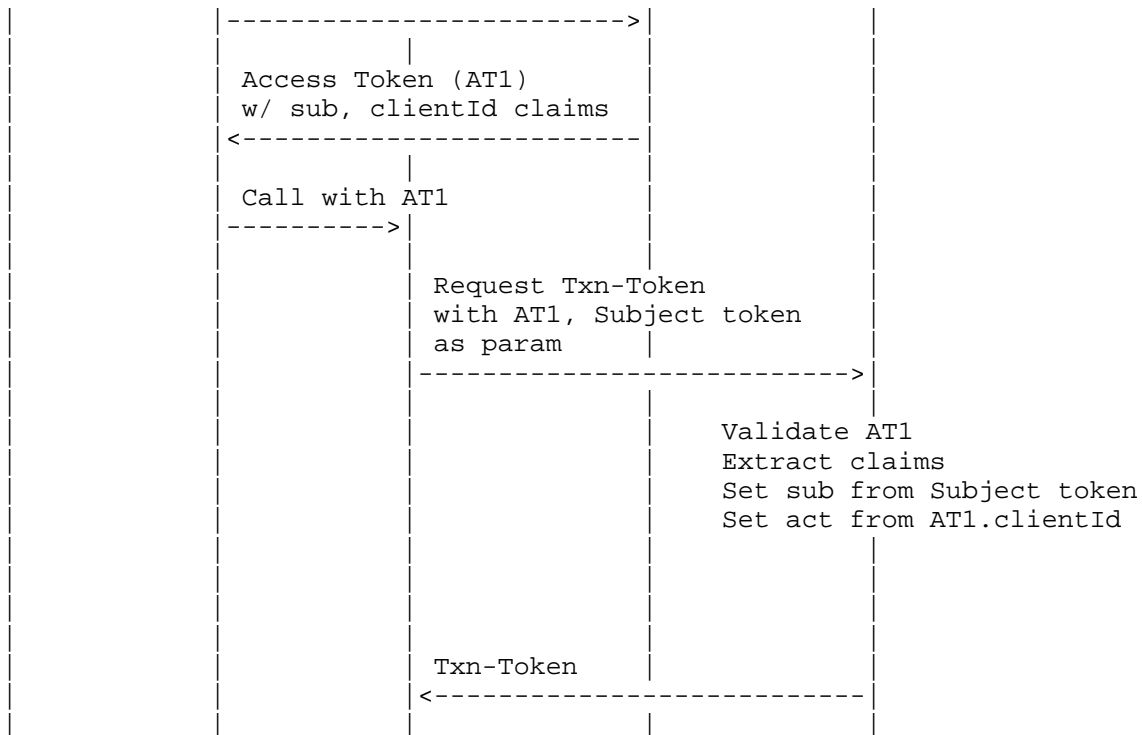 Access Token (AT1)
w/ sub, clientId claims
Call with AT1
Request Txn-Token
with AT1, Subject token
as param
Validate AT1
Extract claims
Set sub from Subject token
Set act from AT1.clientId
Txn-Token